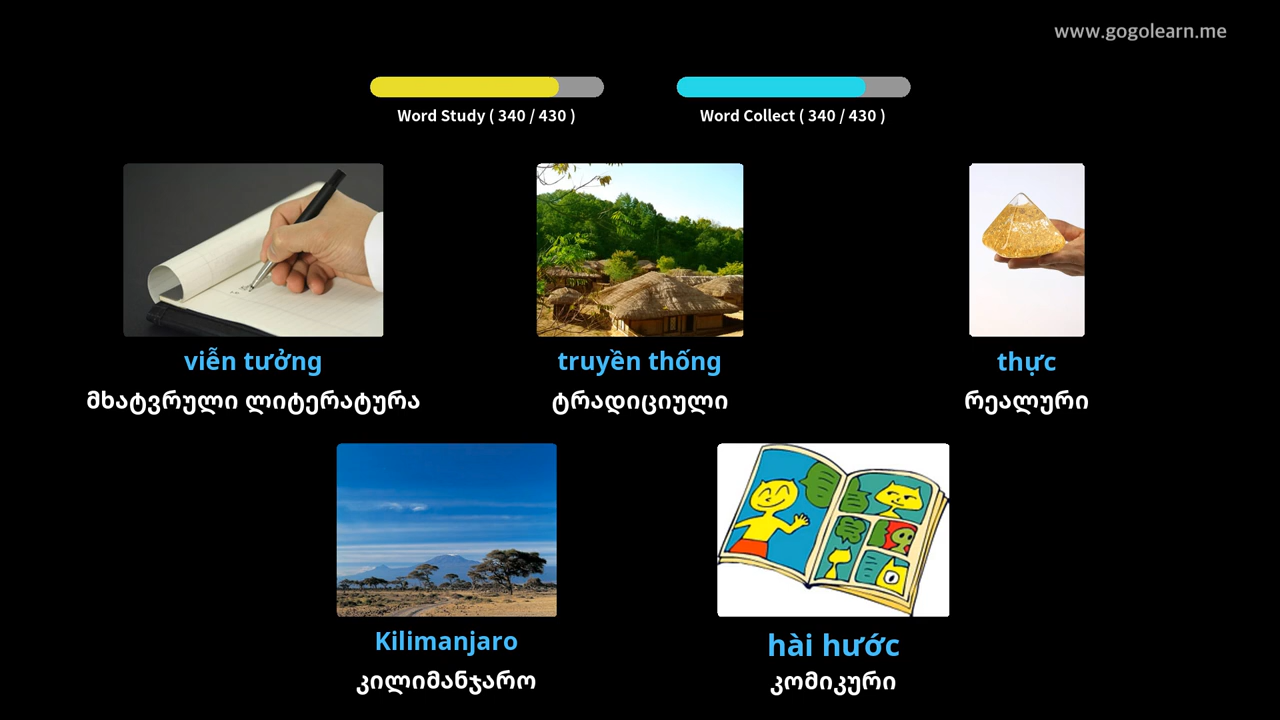 www.gogolearn.me
Word Study ( 340 / 430 )
Word Collect ( 340 / 430 )
viễn tưởng
მხატვრული ლიტერატურა
truyền thống
ტრადიციული
thực
რეალური
Kilimanjaro
კილიმანჯარო
hài hước
კომიკური